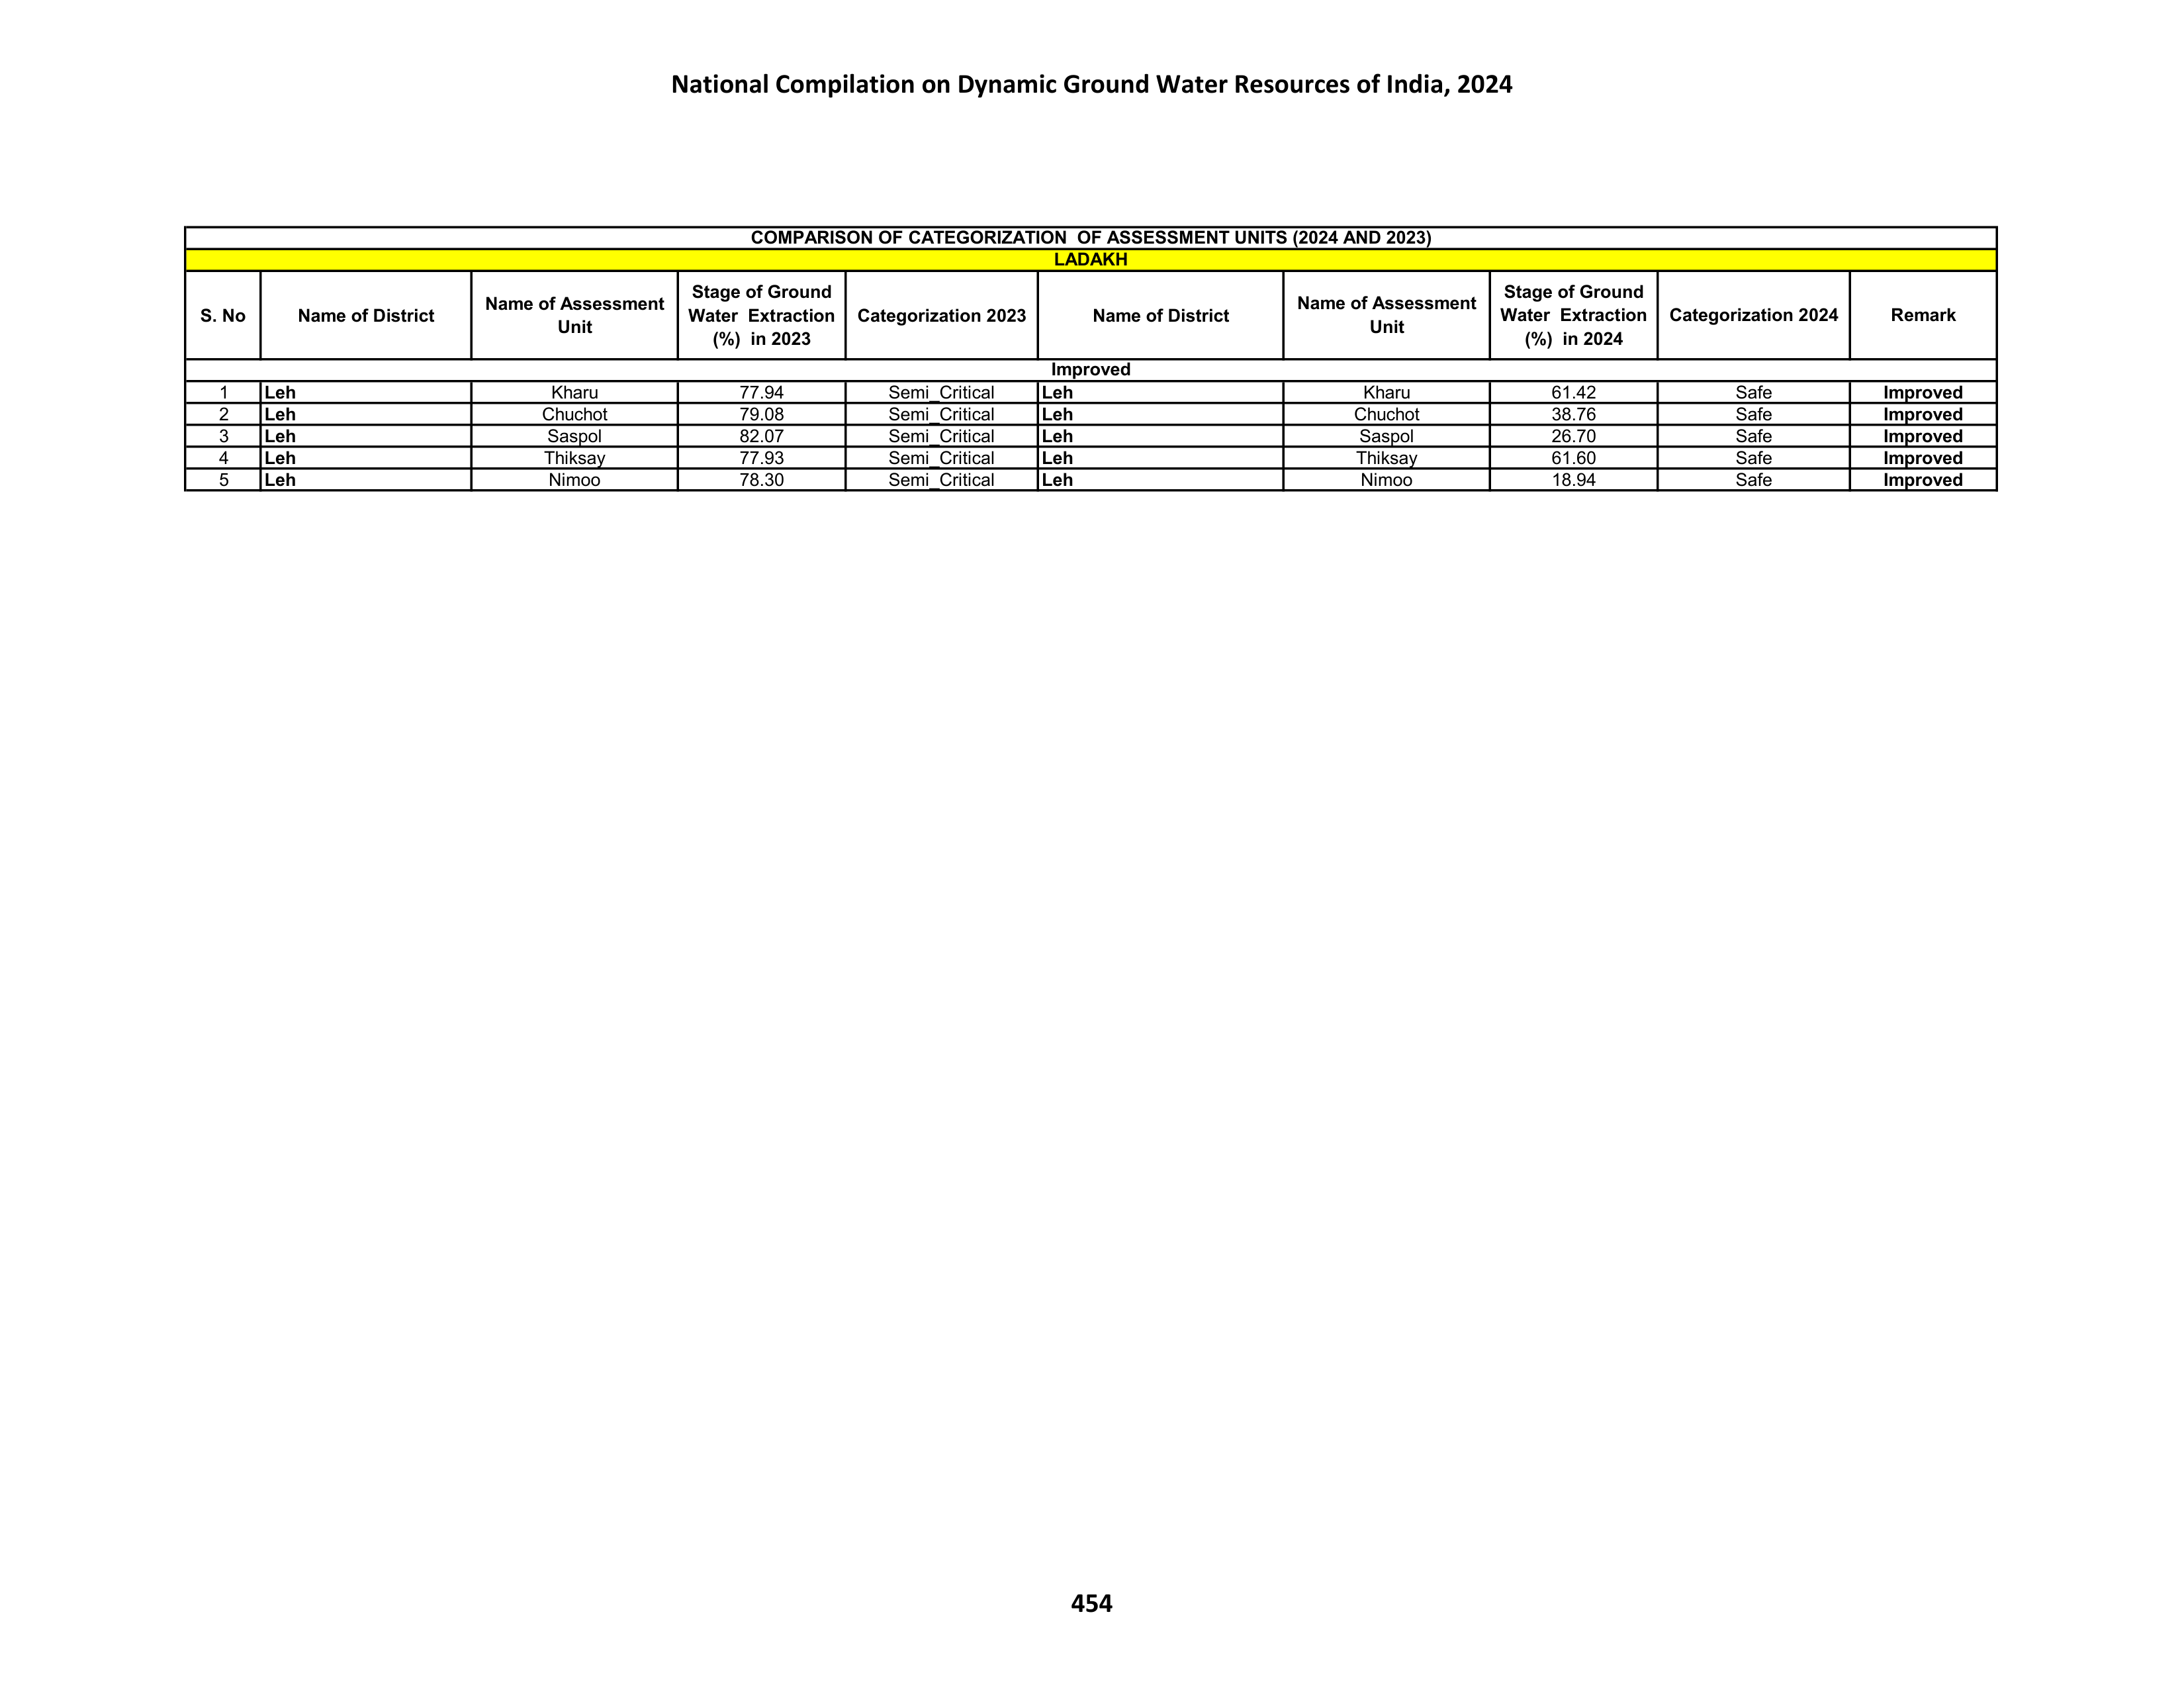 National Compilation on Dynamic Ground Water Resources of India, 2024
COMPARISON OF CATEGORIZATION OF ASSESSMENT UNITS (2024 AND 2023)
LADAKH
S. No Name of District Name of Assessment Unit Stage of Ground Water Extraction (%) in 2023 Categorization 2023 Name of District Name of Assessment Unit Stage of Ground Water Extraction (%) in 2024 Categorization 2024 Remark
Improved
1 Leh Kharu 77.94 Semi_Critical Leh Kharu 61.42 Safe Improved
2 Leh Chuchot 79.08 Semi_Critical Leh Chuchot 38.76 Safe Improved
3 Leh Saspol 82.07 Semi_Critical Leh Saspol 26.70 Safe Improved
4 Leh Thiksay 77.93 Semi_Critical Leh Thiksay 61.60 Safe Improved
5 Leh Nimoo 78.30 Semi_Critical Leh Nimoo 18.94 Safe Improved
454